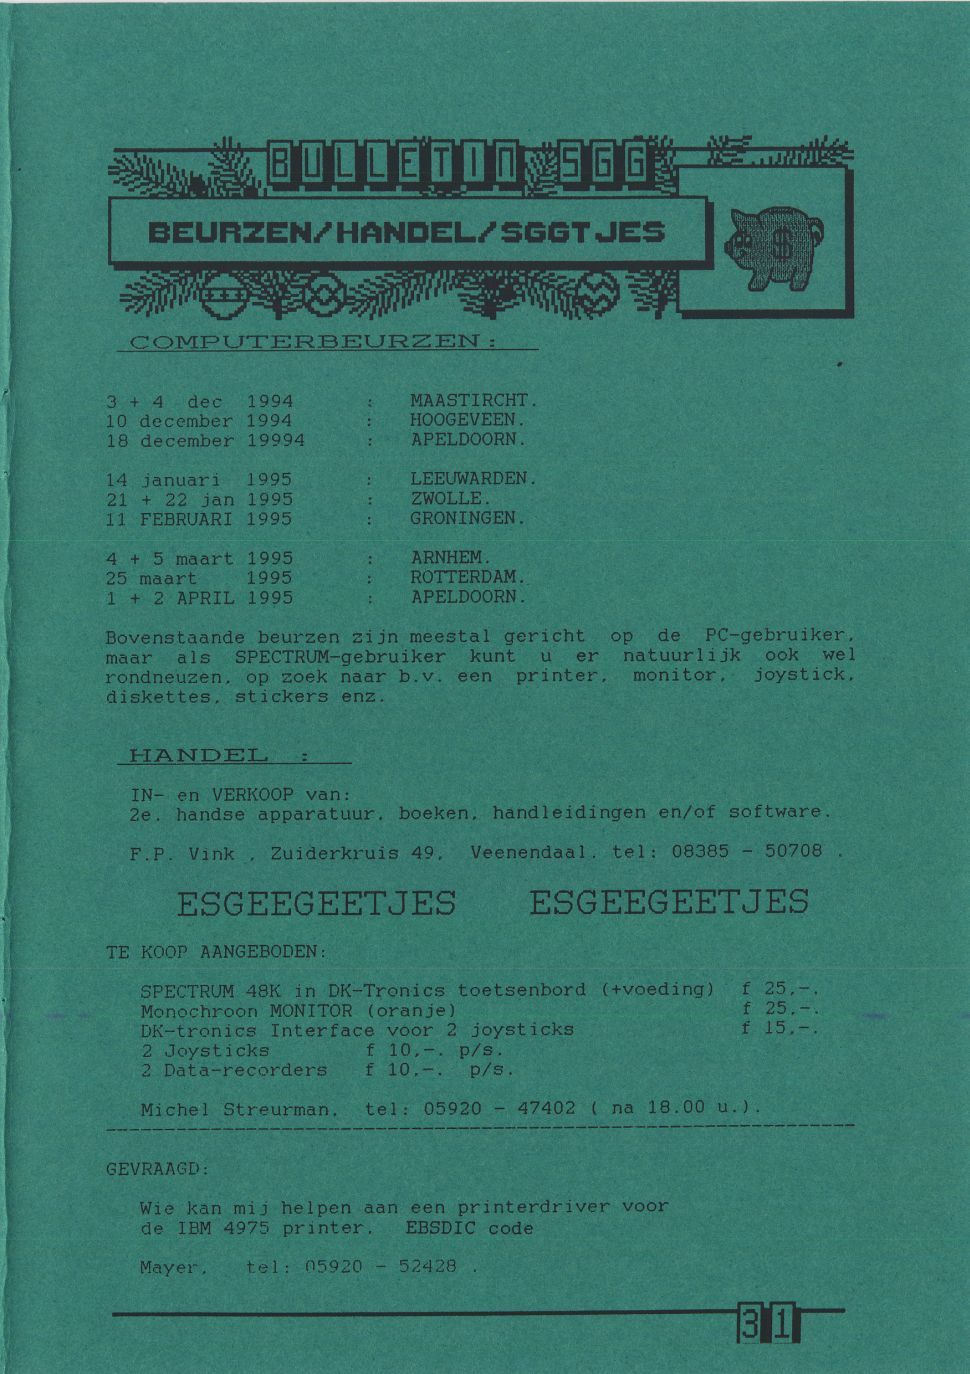 BULLETIN SGG
BEURZEN/HANDEL/SGGTJES
$
COMPUTERBEURZEN:
3 + 4 dec 1994 : MAASTIRCHT.
10 december 1994 : HOOGEVEEN.
18 december 19994 : APELDOORN.
14 januari 1995 : LEEUWARDEN.
21 + 22 jan 1995 : ZWOLLE.
11 FEBRUARI 1995 : GRONINGEN.
4 + 5 maart 1995 : ARNHEM.
25 maart 1995 : ROTTERDAM.
1 + 2 APRIL 1995 : APELDOORN.
Bovenstaande beurzen zijn meestal gericht op de PC-gebruiker,
maar als SPECTRUM-gebruiker kunt u er natuurlijk ook wel
rondneuzen, op zoek naar b.v. een printer, monitor, joystick,
diskettes, stickers enz.
HANDEL :
IN- en VERKOOP van:
2e. handse apparatuur, boeken, handleidingen en/of software.
F.P. Vink , Zuiderkruis 49, Veenendaal. tel: 08385 - 50708 .
ESGEEGEETJES ESGEEGEETJES
TE KOOP AANGEBODEN:
SPECTRUM 48K in DK-Tronics toetsenbord (+voeding) f 25,-.
Monochroon MONITOR (oranje) f 25,-.
DK-tronics Interface voor 2 joysticks f 15,-.
2 Joysticks f 10,-. p/s.
2 Data-recorders f 10,-. p/s.
Michel Streurman, tel: 05920 - 47402 ( na 18.00 u.).
GEVRAAGD:
Wie kan mij helpen aan een printerdriver voor
de IBM 4975 printer, EBSDIC code
Mayer, tel: 05920 - 52428 .
31